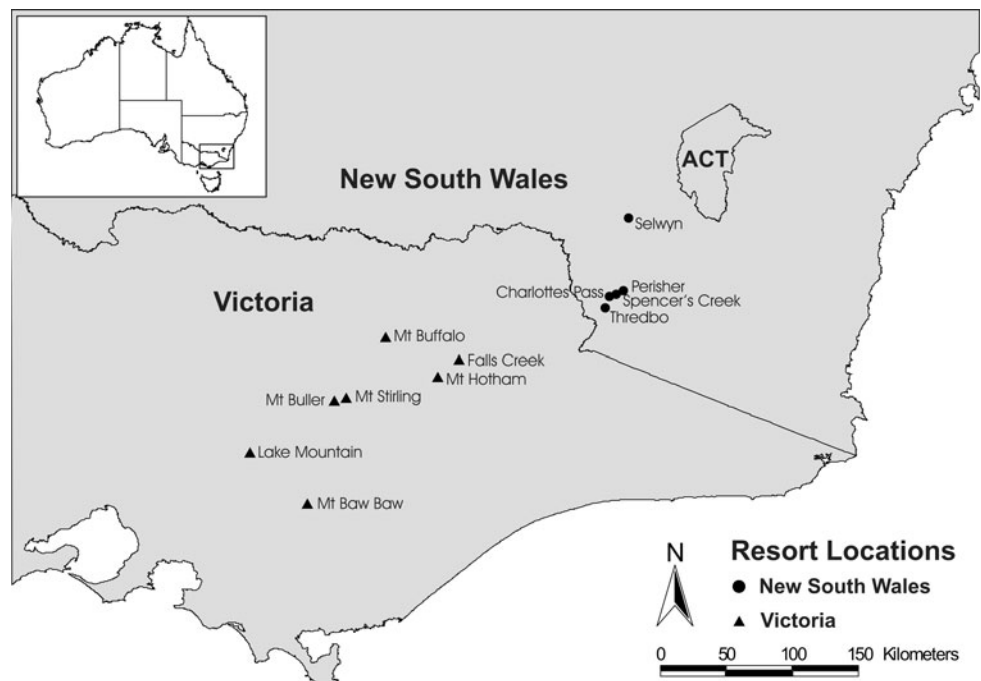 ACT
New South Wales
Selwyn
Perisher
Charlottes Pass
Spencer's Creek
Thredbo
Victoria
Mt Buffalo
Falls Creek
Mt Hotham
Mt Buller
Mt Stirling
Lake Mountain
Mt Baw Baw
N
Resort Locations
New South Wales
Victoria
0 50 100 150 Kilometers